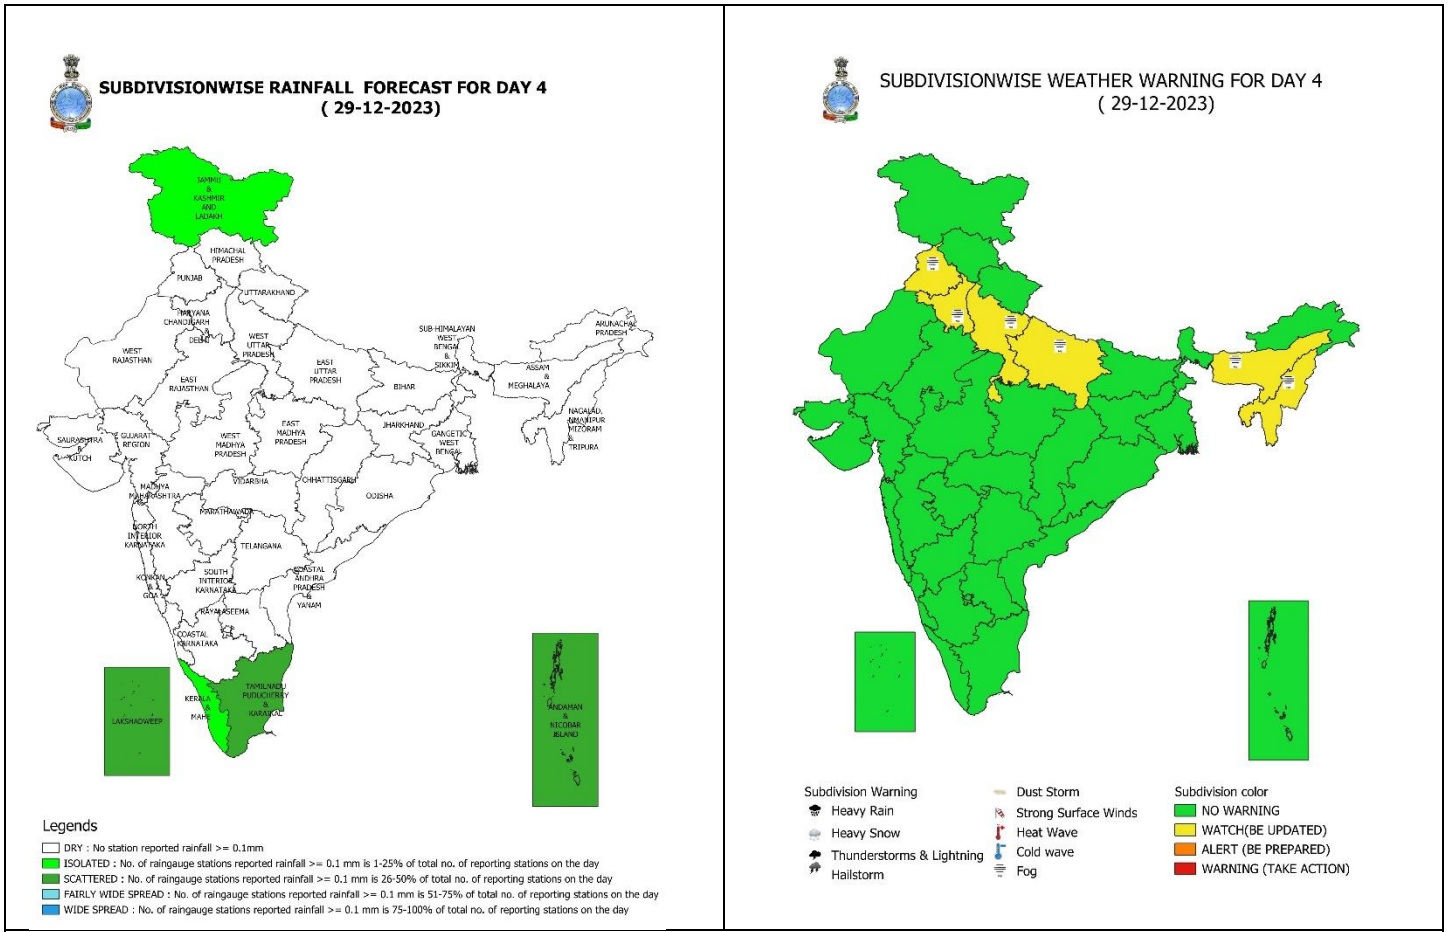 SUBDIVISIONWISE RAINFALL FORECAST FOR DAY 4
( 29-12-2023)
JAMMU
&
KASHMIR
AND
LADAKH
HIMACHAL
PRADESH
PUNJAB
UTTARAKHAND
HARYANA
CHANDIGARH
&
DELHI
WEST
UTTAR
PRADESH
WEST
RAJASTHAN
EAST
RAJASTHAN
EAST
UTTAR
PRADESH
SUB-HIMALAYAN
WEST
BENGAL
&
SIKKIM
ARUNACHAL
PRADESH
ASSAM
&
MEGHALAYA
BIHAR
NAGALAD,
MANIPUR
MIZORAM
&
TRIPURA
JHARKHAND
GANGETIC
WEST
BENGAL
SAURASHTRA
&
KUTCH
GUJARAT
REGION
WEST
MADHYA
PRADESH
EAST
MADHYA
PRADESH
VIDARBHA
CHHATTISGARH
ODISHA
MADHYA
MAHARASHTRA
MARATHAWADA
NORTH
INTERIOR
KARNATAKA
TELANGANA
KONKAN
&
GOA
SOUTH
INTERIOR
KARNATAKA
COASTAL
ANDHRA
PRADESH
&
YANAM
RAYALASEEMA
COASTAL
KARNATAKA
KERALA
&
MAHE
TAMILNADU
PUDUCHERRY
&
KARAIKAL
LAKSHADWEEP
ANDAMAN
&
NICOBAR
ISLAND
Legends
DRY : No station reported rainfall >= 0.1mm
ISOLATED : No. of raingauge stations reported rainfall >= 0.1 mm is 1-25% of total no. of reporting stations on the day
SCATTERED : No. of raingauge stations reported rainfall >= 0.1 mm is 26-50% of total no. of reporting stations on the day
FAIRLY WIDE SPREAD : No. of raingauge stations reported rainfall >= 0.1 mm is 51-75% of total no. of reporting stations on the day
WIDE SPREAD : No. of raingauge stations reported rainfall >= 0.1 mm is 75-100% of total no. of reporting stations on the day
SUBDIVISIONWISE WEATHER WARNING FOR DAY 4
( 29-12-2023)
Subdivision Warning
Heavy Rain
Heavy Snow
Thunderstorms & Lightning
Hailstorm
Dust Storm
Strong Surface Winds
Heat Wave
Cold wave
Fog
Subdivision color
NO WARNING
WATCH(BE UPDATED)
ALERT (BE PREPARED)
WARNING (TAKE ACTION)